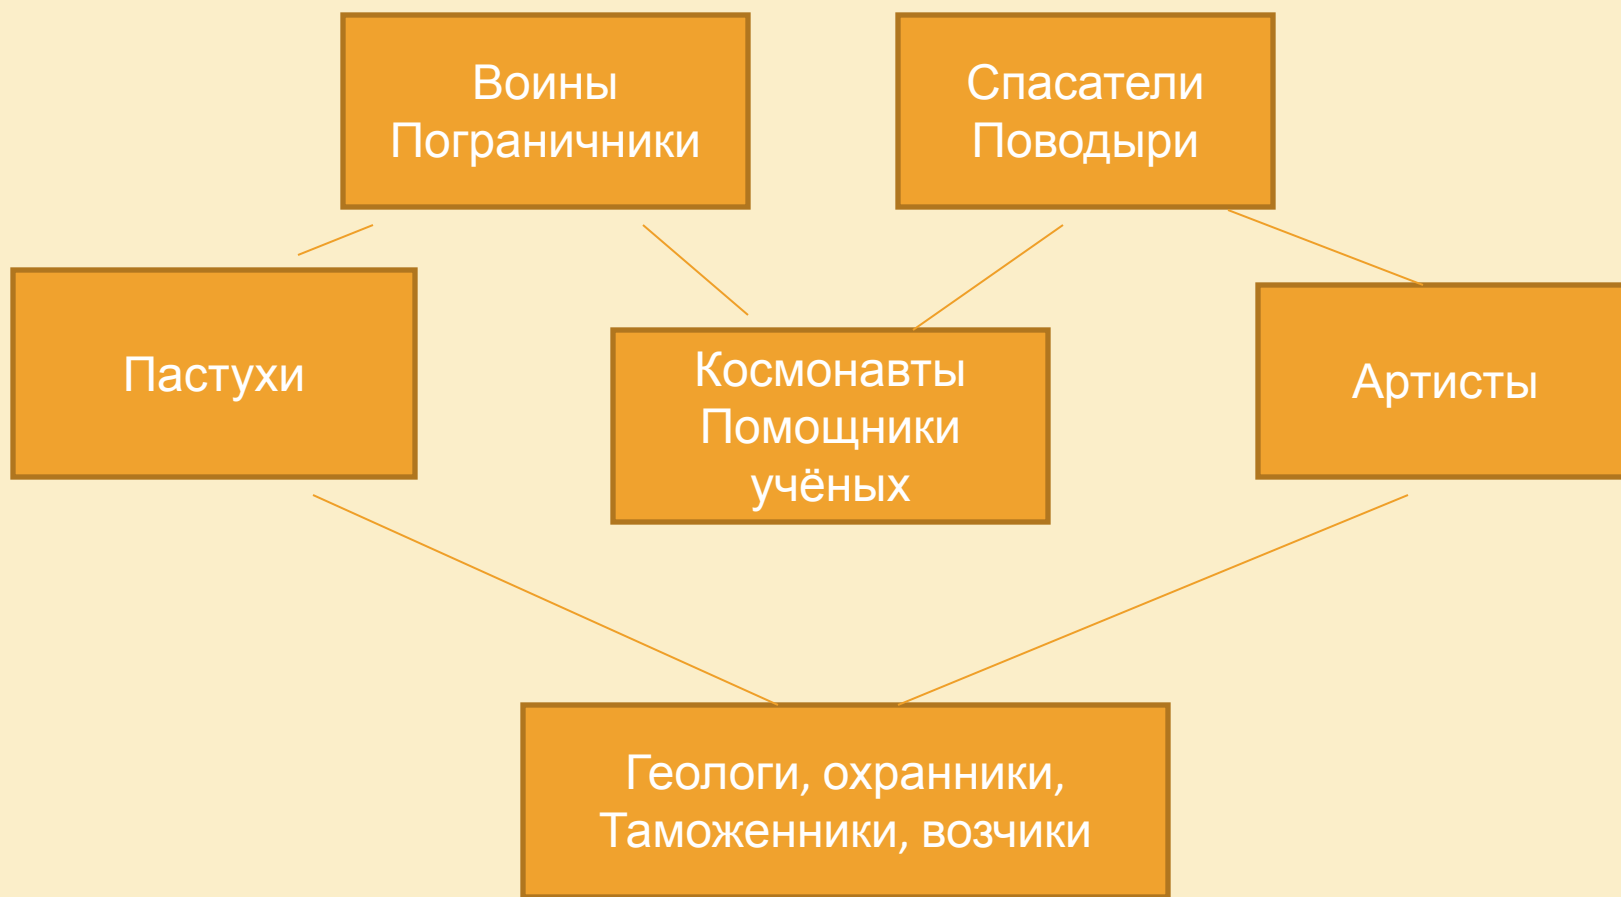 Воины
Пограничники
Спасатели
Поводыри
Пастухи
Космонавты
Помощники
учёных
Артисты
Геологи, охранники,
Таможенники, возчики